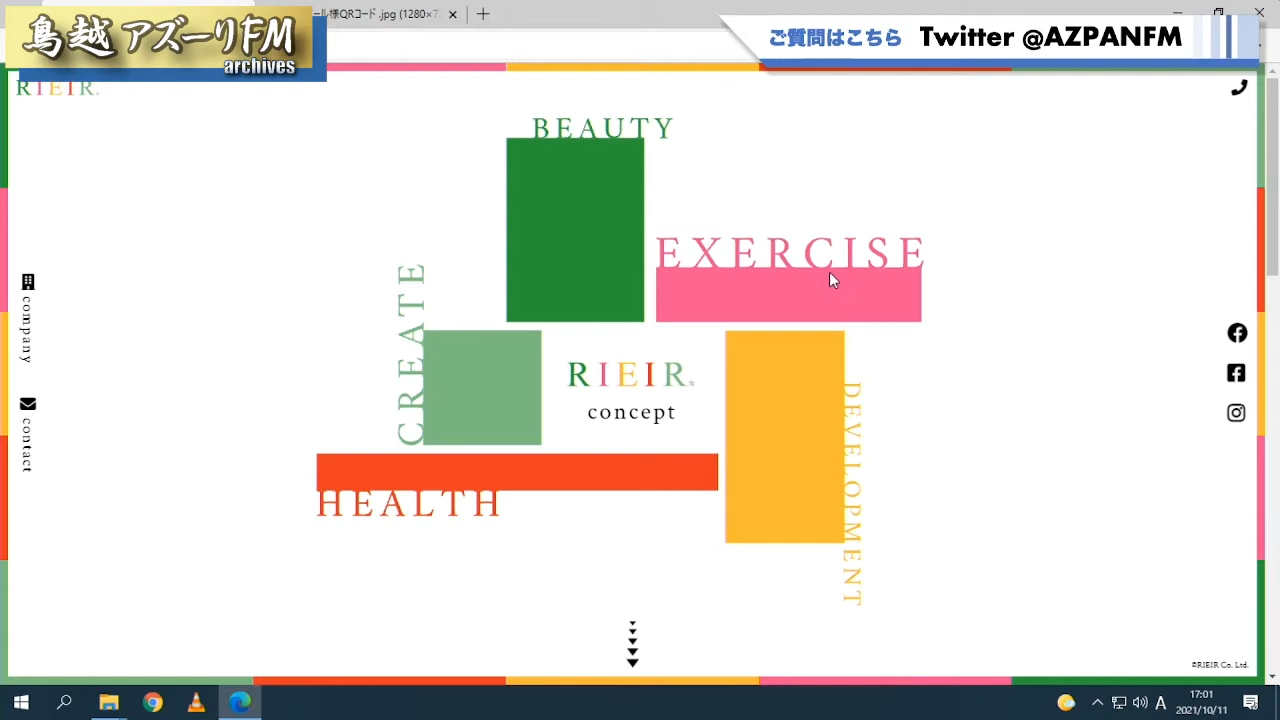 ール様QRコード.jpg (1280×7
鳥越 アズーリFM
archives
ご質問はこちら Twitter @AZPANFM
RIEIR
BEAUTY
EXERCISE
CREATE
RIEIR
concept
DEVELOPMENT
HEALTH
company
contact
©RIEIR Co. Ltd.
A
17:01
2021/10/11